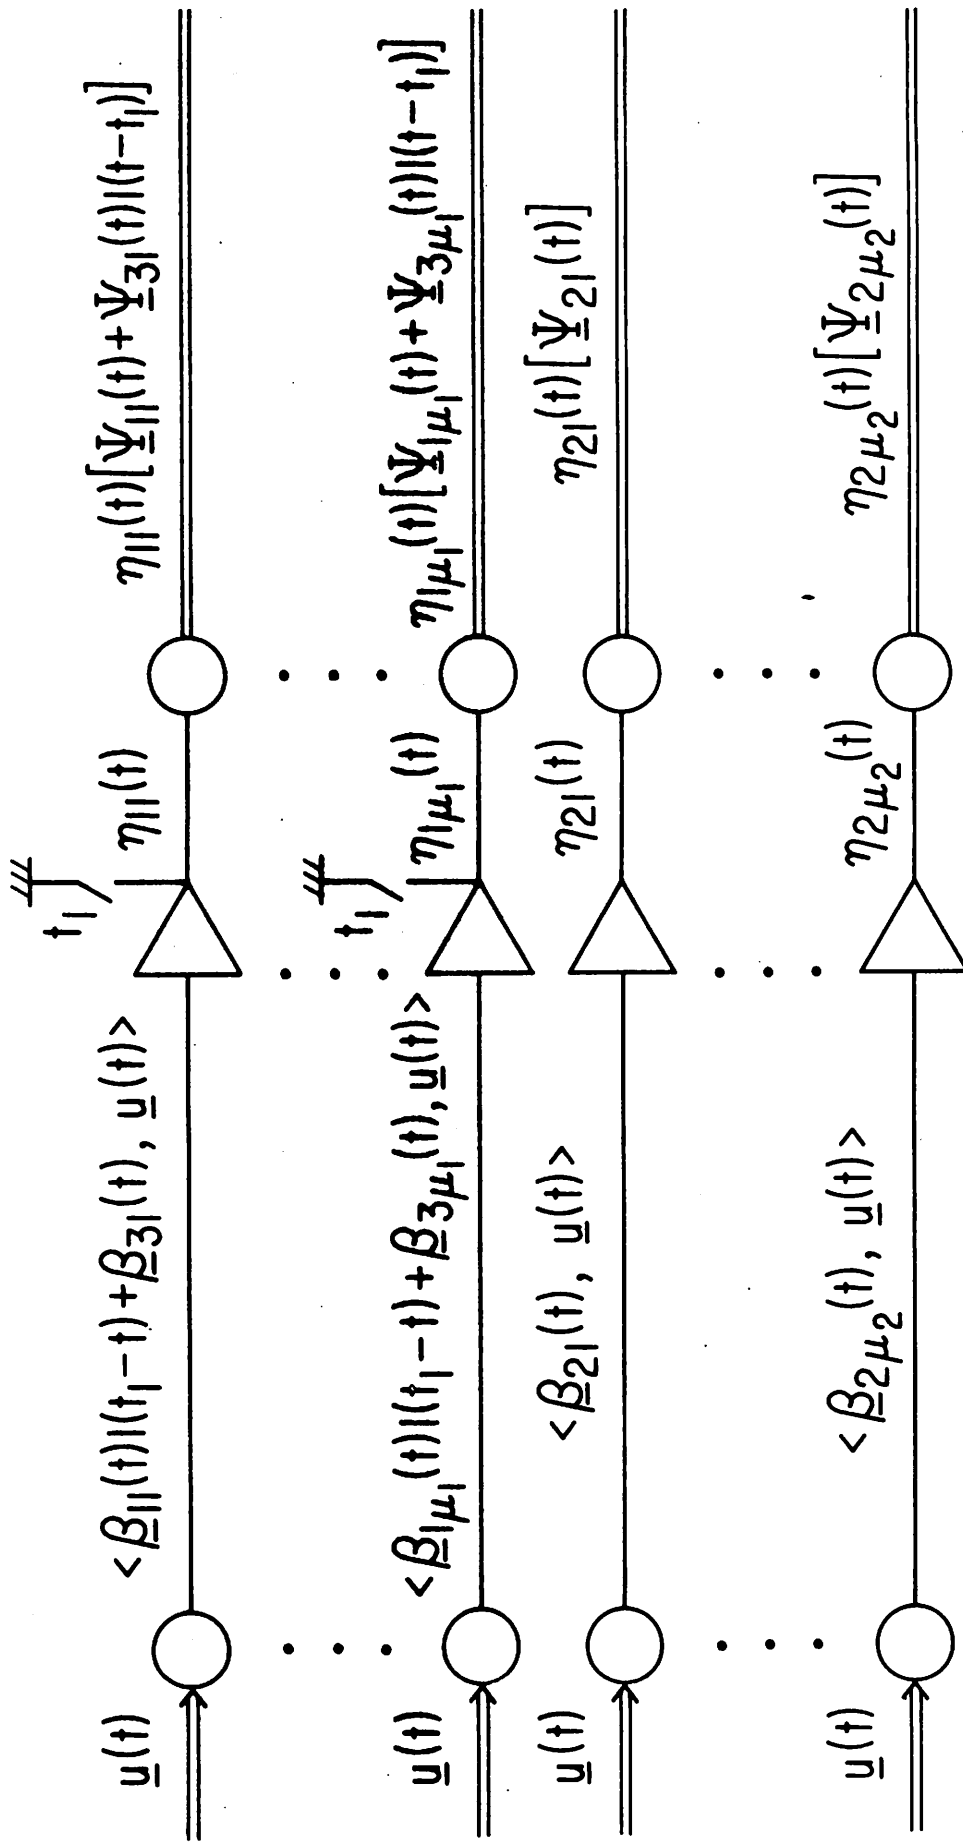 u(t)
<β₁₁(t)1(t₁−t)+β₃₁(t), u(t)>
t₁
η₁₁(t)
η₁₁(t)[Ψ₁₁(t)+Ψ₃₁(t)1(t−t₁)]
u(t)
<β₁μ₁(t)1(t₁−t)+β₃μ₁(t), u(t)>
t₁
η₁μ₁(t)
η₁μ₁(t)[Ψ₁μ₁(t)+Ψ₃μ₁(t)1(t−t₁)]
u(t)
<β₂₁(t), u(t)>
η₂₁(t)
η₂₁(t)[Ψ₂₁(t)]
u(t)
<β₂μ₂(t), u(t)>
η₂μ₂(t)
η₂μ₂(t)[Ψ₂μ₂(t)]